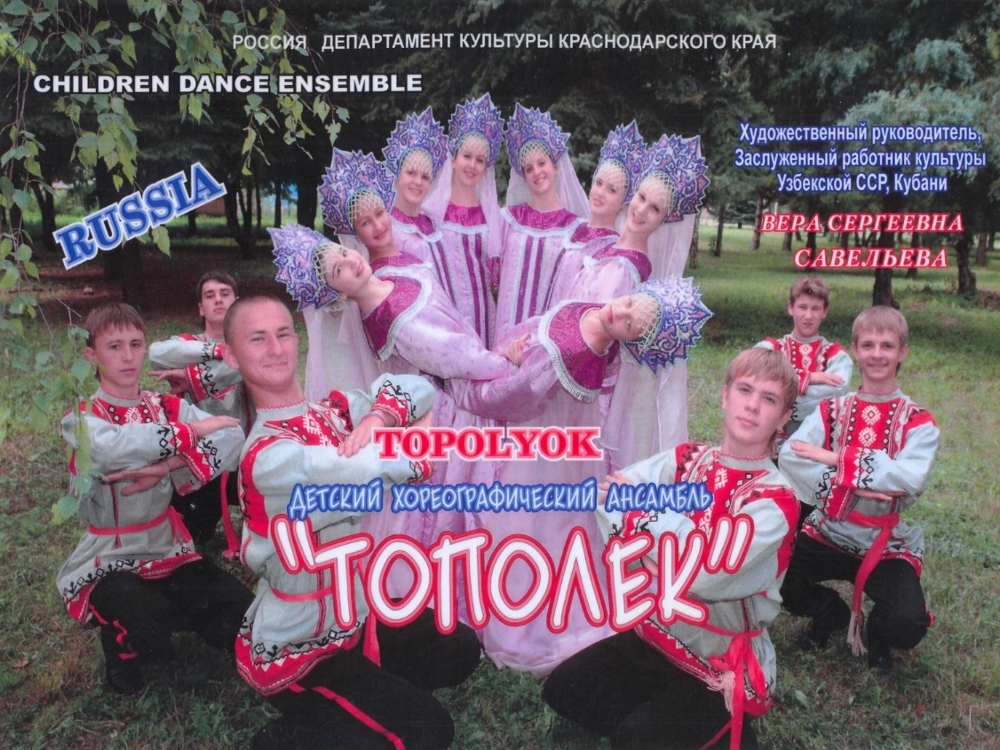 РОССИЯ ДЕПАРТАМЕНТ КУЛЬТУРЫ КРАСНОДАРСКОГО КРАЯ
CHILDREN DANCE ENSEMBLE
RUSSIA
Художественный руководитель,
Заслуженный работник культуры
Узбекской ССР, Кубани
ВЕРА СЕРГЕЕВНА
САВЕЛЬЕВА
TOPOLYOK
ДЕТСКИЙ ХОРЕОГРАФИЧЕСКИЙ АНСАМБЛЬ
"ТОПОЛЕК"